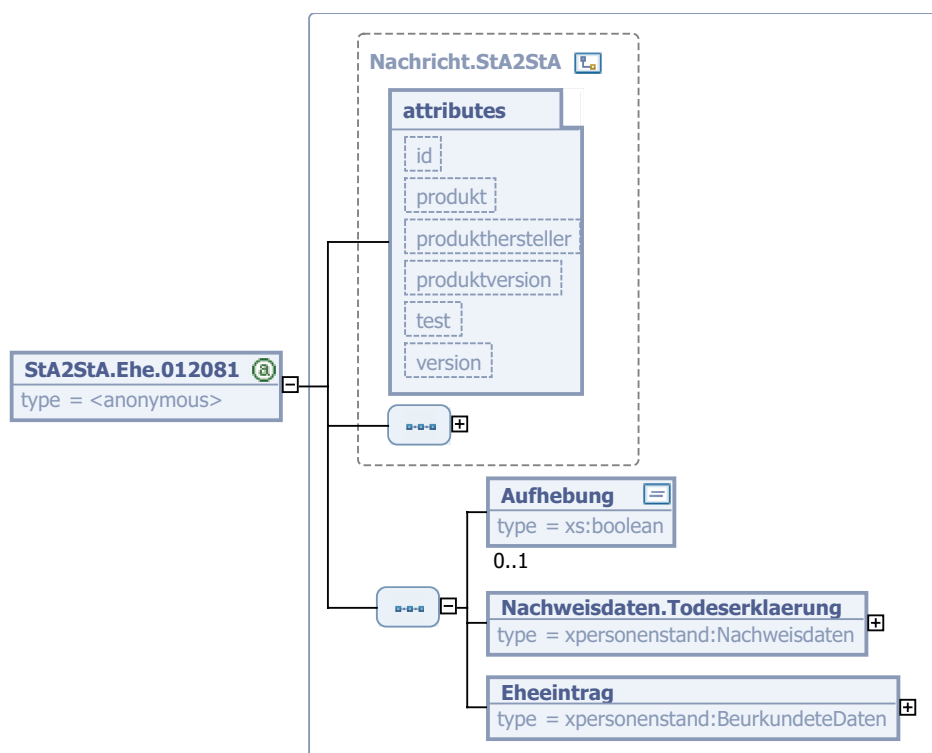 Nachricht.StA2StA
attributes
id
produkt
produkthersteller
produktversion
test
version
StA2StA.Ehe.012081
type = <anonymous>
Aufhebung
type = xs:boolean
0..1
Nachweisdaten.Todeserklaerung
type = xpersonenstand:Nachweisdaten
Eheeintrag
type = xpersonenstand:BeurkundeteDaten